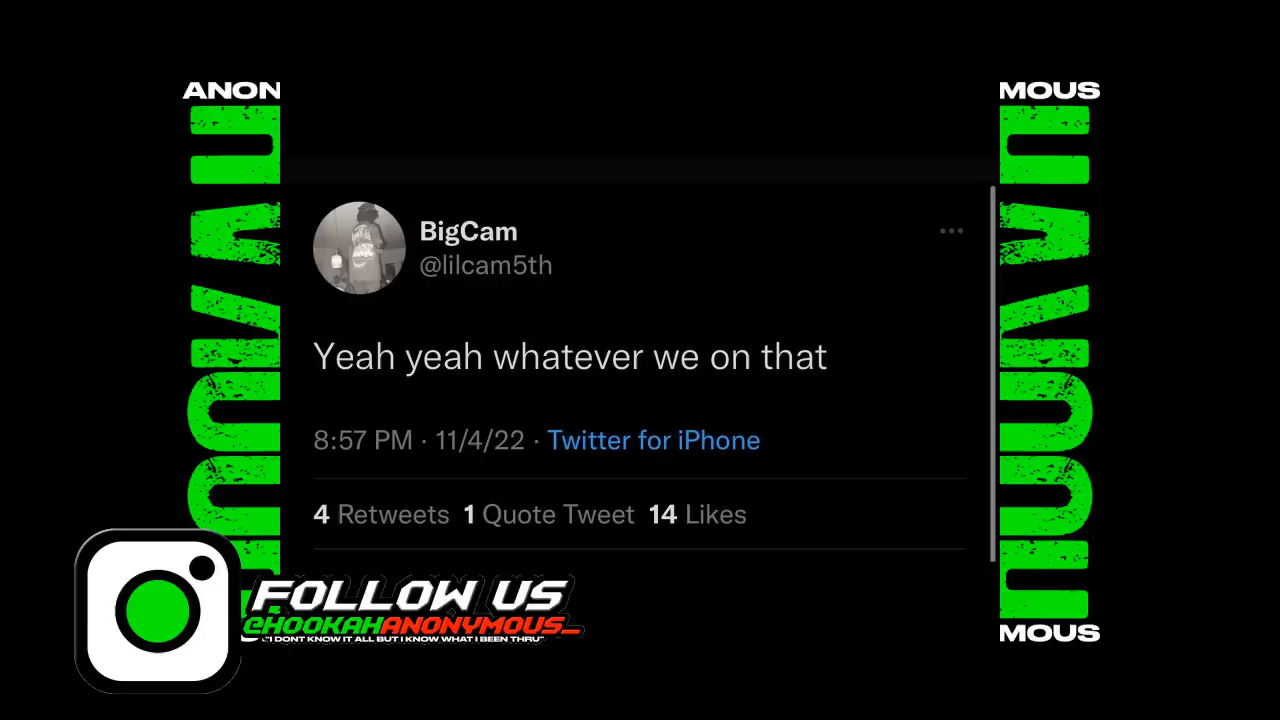 ANON
MOUS
BigCam
@lilcam5th
Yeah yeah whatever we on that
8:57 PM · 11/4/22 · Twitter for iPhone
4 Retweets 1 Quote Tweet 14 Likes
FOLLOW US
@HOOKAHANONYMOUS_
"I DONT KNOW IT ALL BUT I KNOW WHAT I BEEN THRU"
MOUS